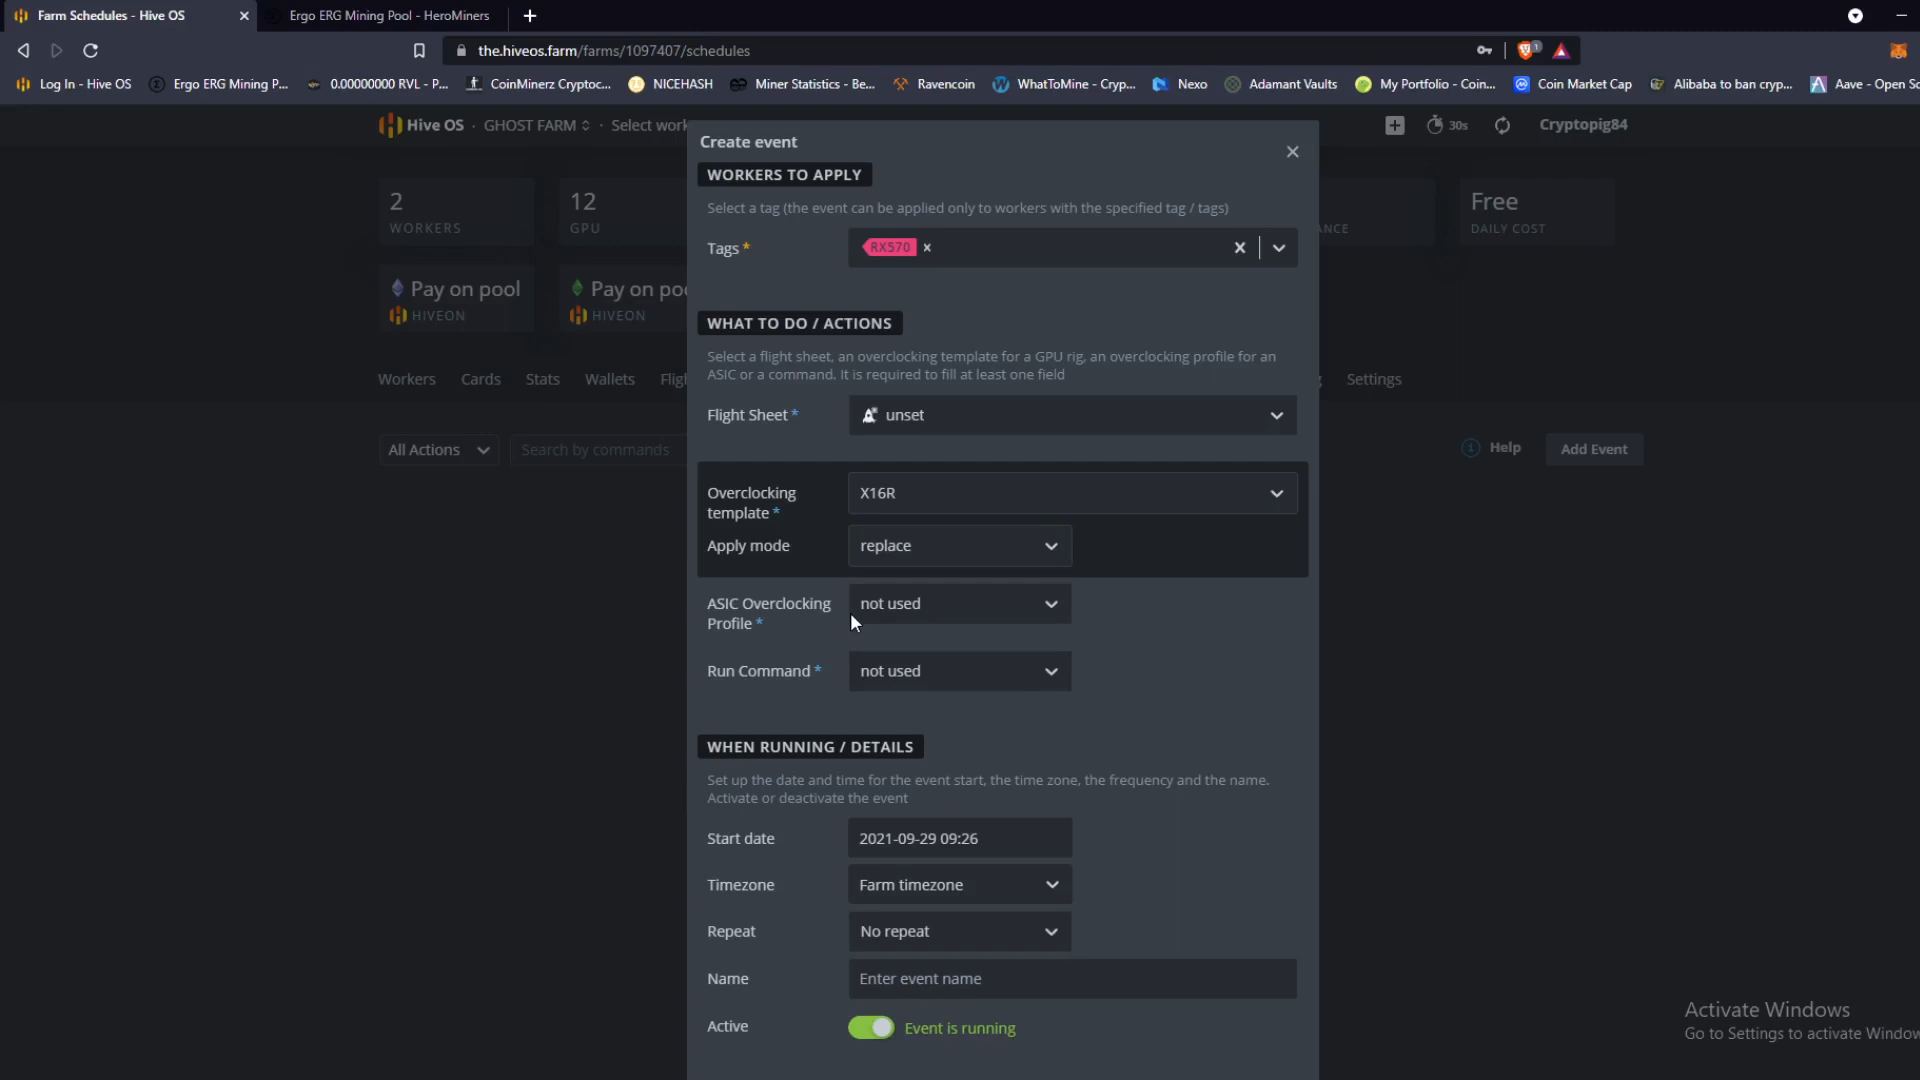 Farm Schedules - Hive OS
Ergo ERG Mining Pool - HeroMiners
the.hiveos.farm/farms/1097407/schedules
1
Log In - Hive OS
Ergo ERG Mining P...
0.00000000 RVL - P...
CoinMinerz Cryptoc...
NICEHASH
Miner Statistics - Be...
Ravencoin
WhatToMine - Cryp...
Nexo
Adamant Vaults
My Portfolio - Coin...
Coin Market Cap
Alibaba to ban cryp...
Aave - Open So
Hive OS · GHOST FARM · Select work
30s
Cryptopig84
2
WORKERS
12
GPU
ANCE
Free
DAILY COST
Pay on pool
HIVEON
Pay on poo
HIVEON
Workers
Cards
Stats
Wallets
Fligh
Settings
All Actions
Search by commands
Help
Add Event
Create event
WORKERS TO APPLY
Select a tag (the event can be applied only to workers with the specified tag / tags)
Tags*
RX570
WHAT TO DO / ACTIONS
Select a flight sheet, an overclocking template for a GPU rig, an overclocking profile for an
ASIC or a command. It is required to fill at least one field
Flight Sheet*
unset
Overclocking
template*
X16R
Apply mode
replace
ASIC Overclocking
Profile*
not used
Run Command*
not used
WHEN RUNNING / DETAILS
Set up the date and time for the event start, the time zone, the frequency and the name.
Activate or deactivate the event
Start date
2021-09-29 09:26
Timezone
Farm timezone
Repeat
No repeat
Name
Enter event name
Active
Event is running
Activate Windows
Go to Settings to activate Window